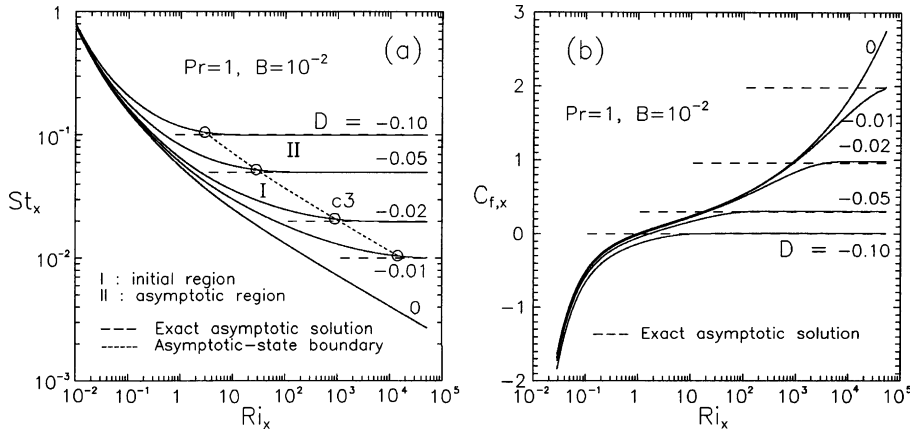 (a)
Pr=1, B=10⁻²
D = −0.10
II
−0.05
I
c3
−0.02
−0.01
0
I : initial region
II : asymptotic region
Exact asymptotic solution
Asymptotic−state boundary
St_x
10¹
1
10⁻¹
10⁻²
10⁻³
10⁻² 10⁻¹ 1 10¹ 10² 10³ 10⁴ 10⁵
Ri_x
(b)
0
Pr=1, B=10⁻²
−0.01
−0.02
−0.05
D = −0.10
Exact asymptotic solution
C_f,x
3
2
1
0
−1
−2
10⁻² 10⁻¹ 1 10¹ 10² 10³ 10⁴ 10⁵
Ri_x